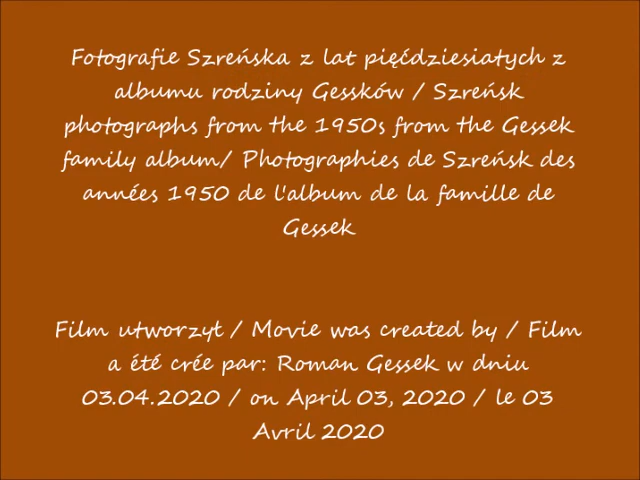 Fotografie Szreńska z lat pięćdziesiatych z
albumu rodziny Gessków / Szreńsk
photographs from the 1950s from the Gessek
family album/ Photographies de Szreńsk des
années 1950 de l'album de la famille de
Gessek
Film utworzył / Movie was created by / Film
a été crée par: Roman Gessek w dniu
03.04.2020 / on April 03, 2020 / le 03
Avril 2020